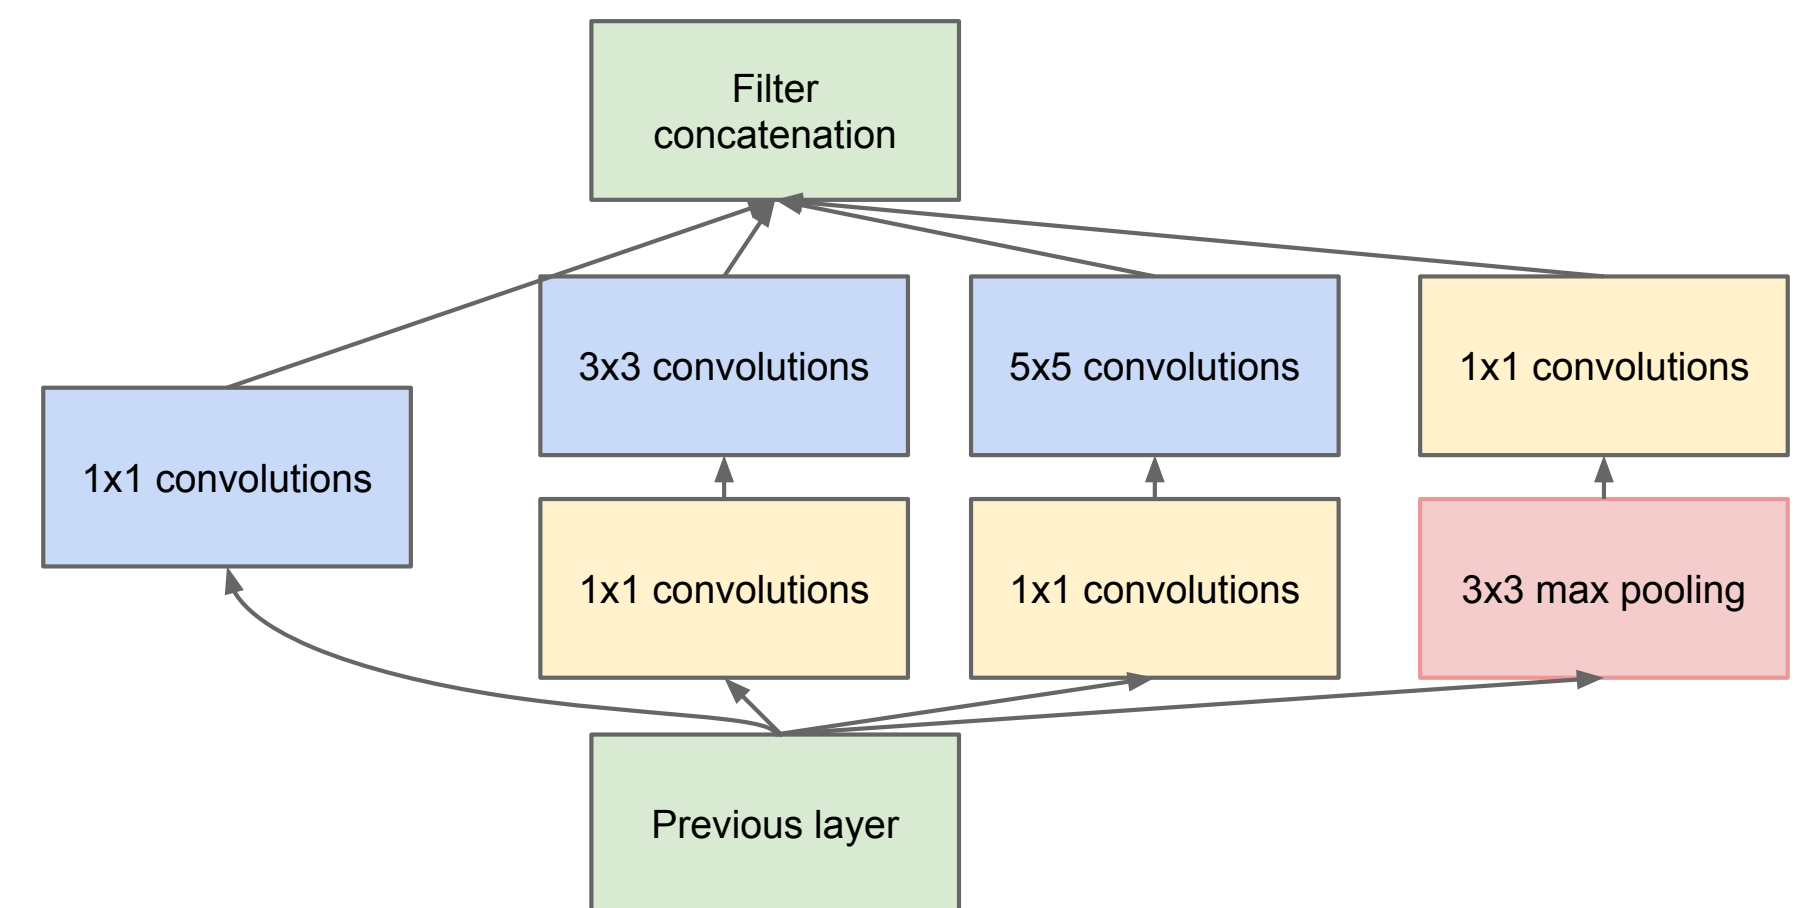 Filter
concatenation
3x3 convolutions
5x5 convolutions
1x1 convolutions
1x1 convolutions
1x1 convolutions
1x1 convolutions
3x3 max pooling
Previous layer